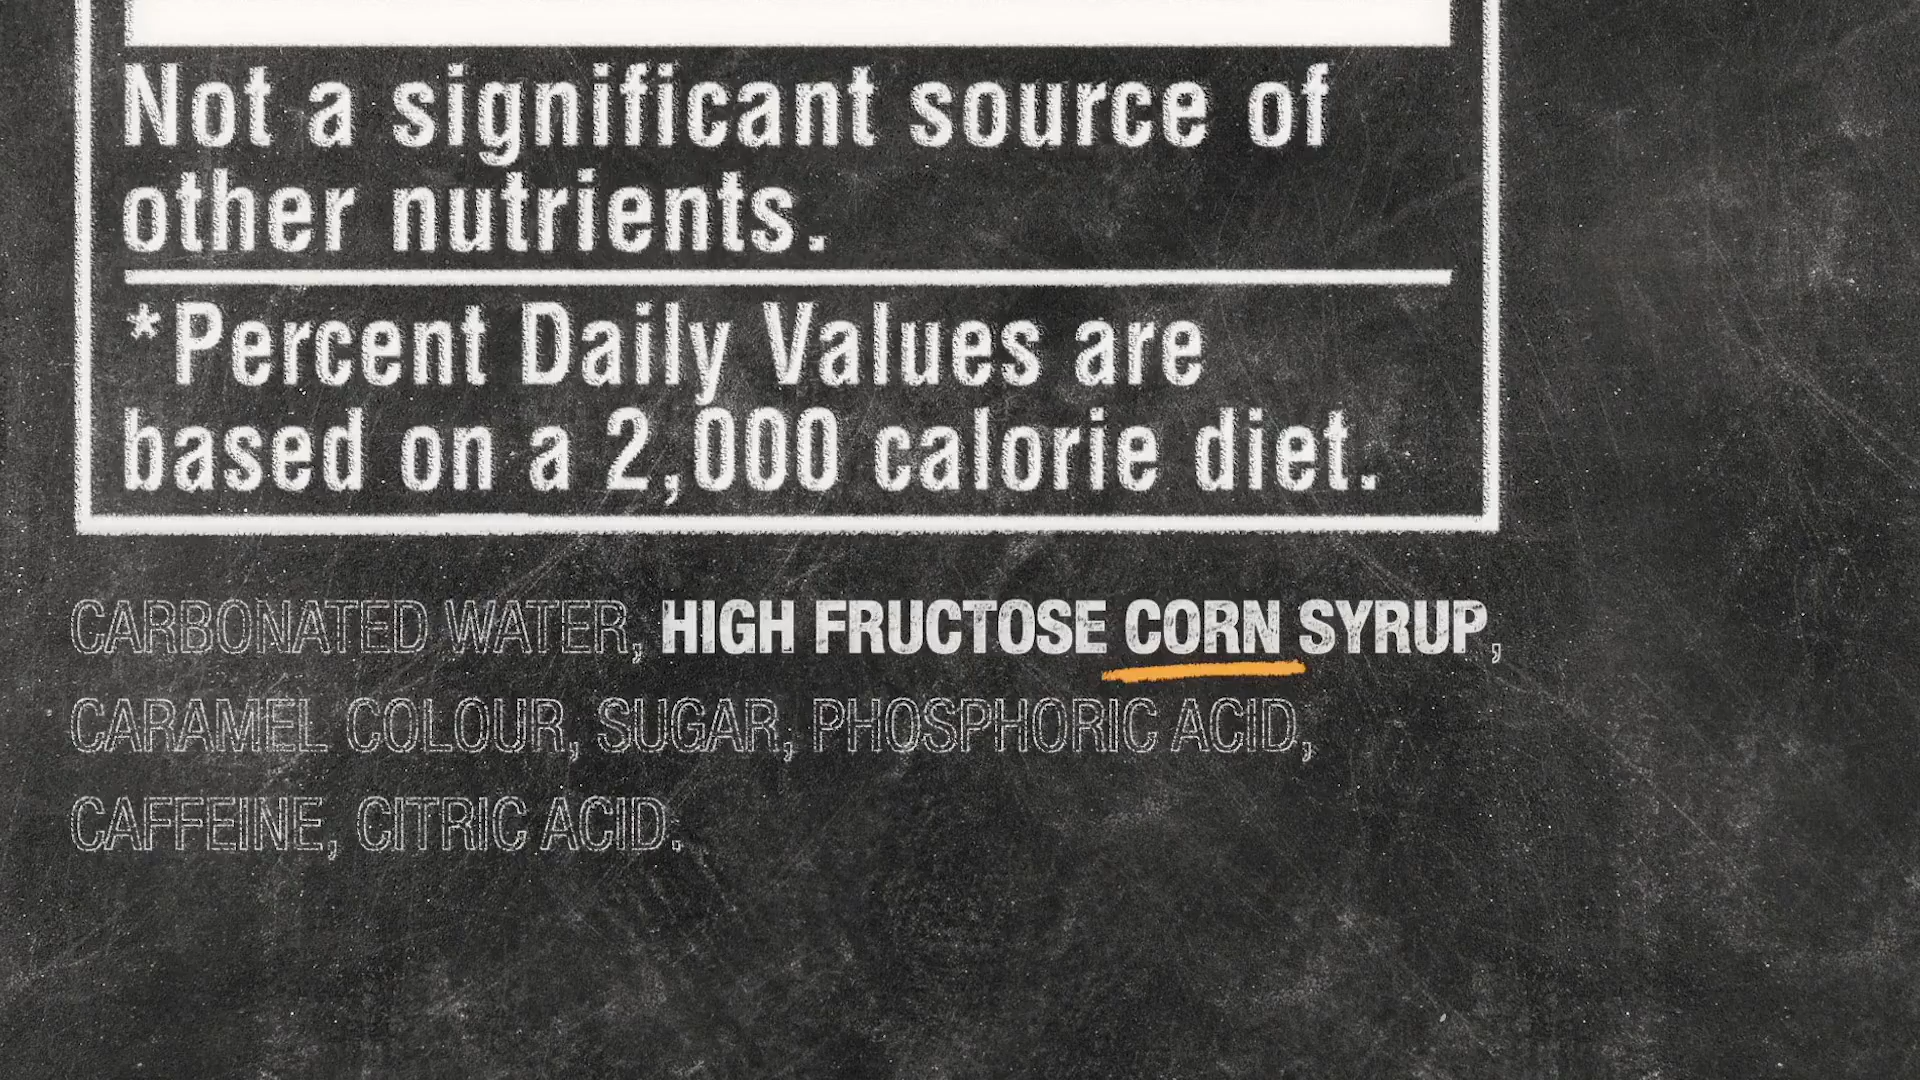 Not a significant source of
other nutrients.
*Percent Daily Values are
based on a 2,000 calorie diet.
CARBONATED WATER, HIGH FRUCTOSE CORN SYRUP,
CARAMEL COLOUR, SUGAR, PHOSPHORIC ACID,
CAFFEINE, CITRIC ACID.